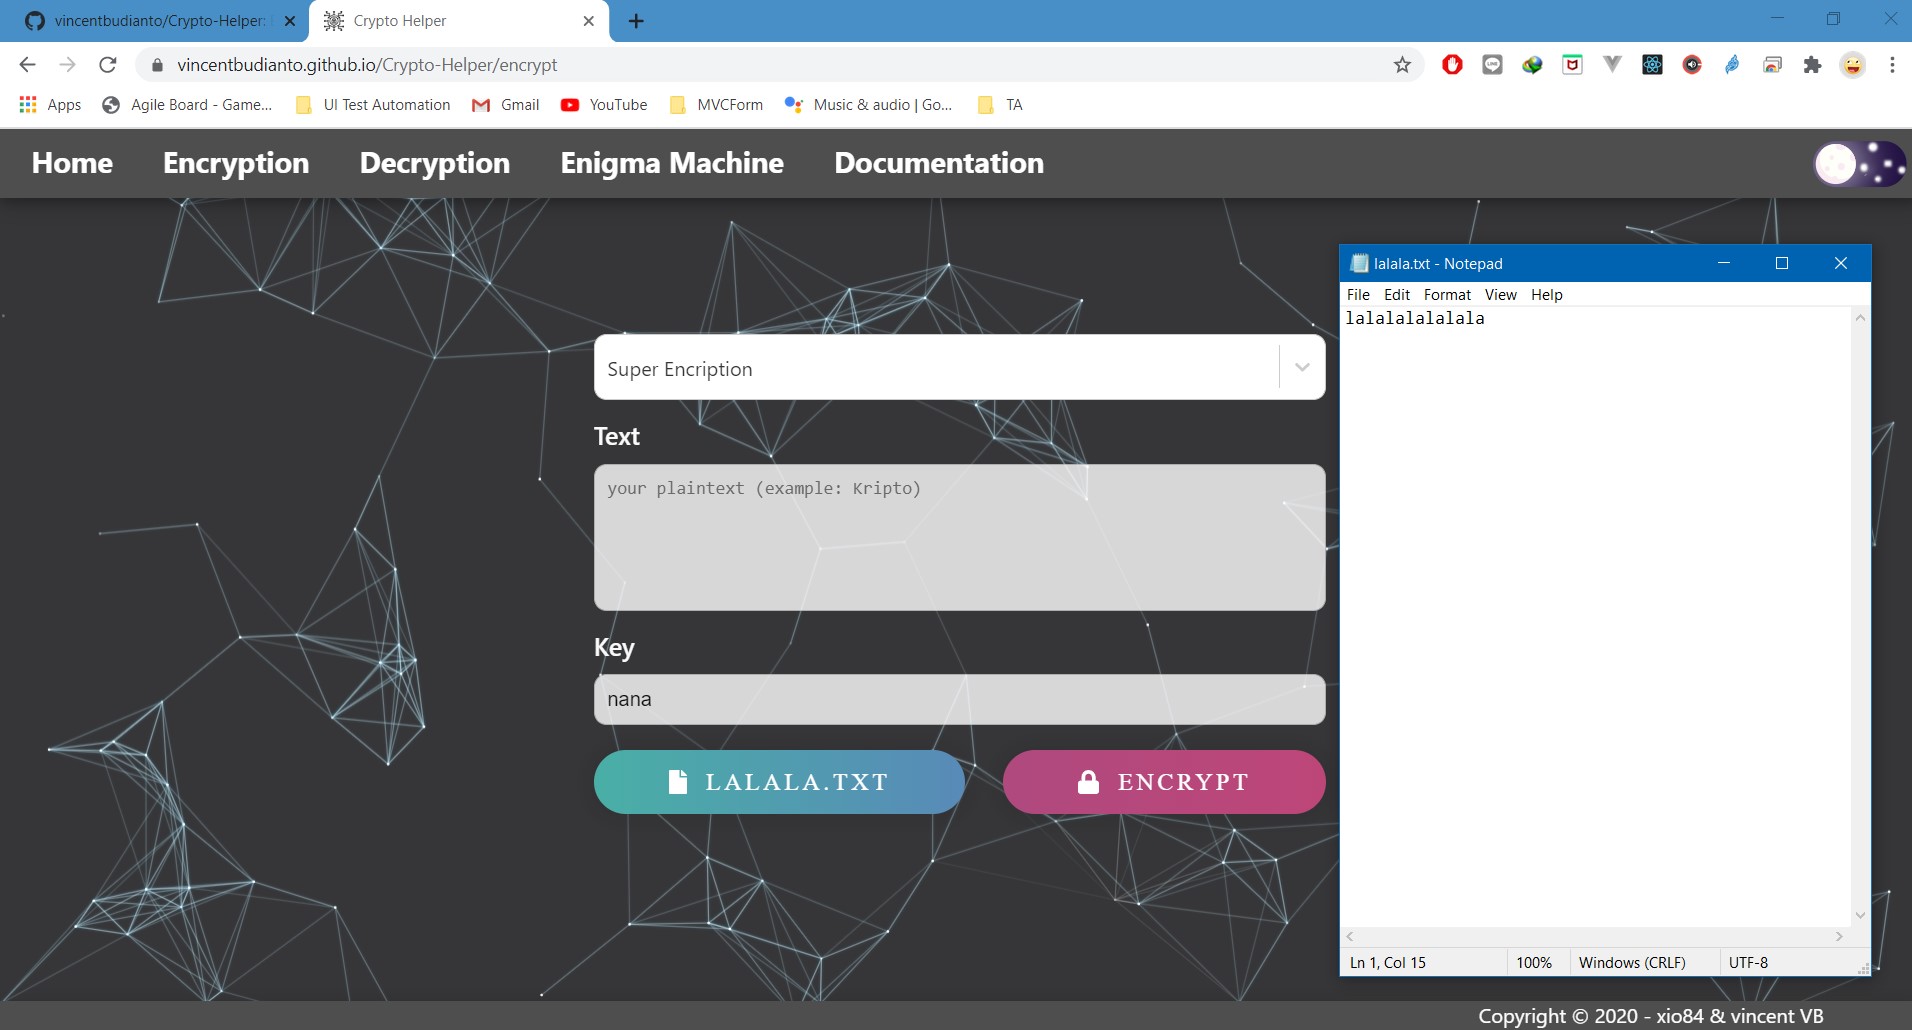 vincentbudianto/Crypto-Helper:
Crypto Helper
vincentbudianto.github.io/Crypto-Helper/encrypt
Apps Agile Board - Game... UI Test Automation Gmail YouTube MVCForm Music & audio | Go... TA
Home Encryption Decryption Enigma Machine Documentation
lalala.txt - Notepad
File Edit Format View Help
lalalalalalala
Super Encription
Text
your plaintext (example: Kripto)
Key
nana
LALALA.TXT
ENCRYPT
Ln 1, Col 15 100% Windows (CRLF) UTF-8
Copyright © 2020 - xio84 & vincent VB